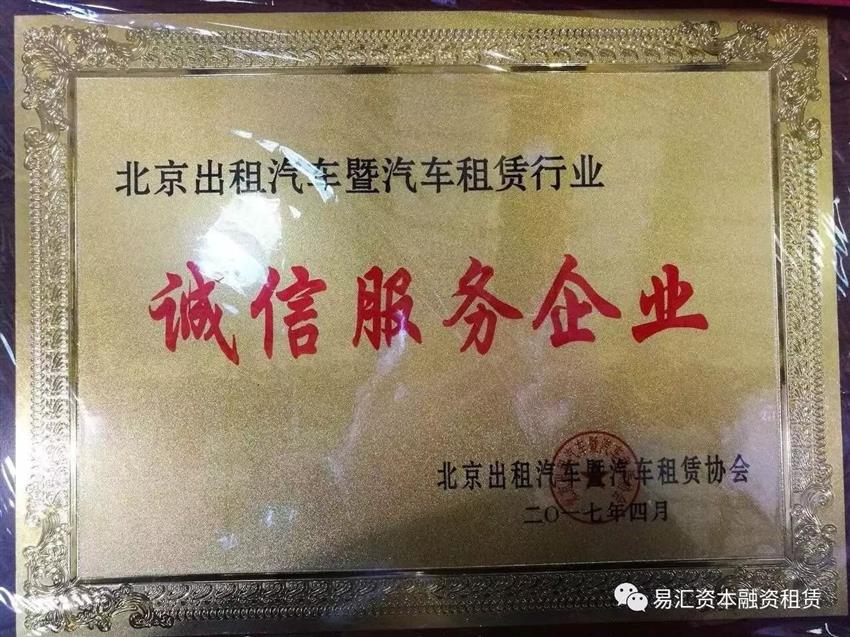 北京出租汽车暨汽车租赁行业
诚信服务企业
北京出租汽车暨汽车租赁协会
二〇一七年四月
易汇资本融资租赁